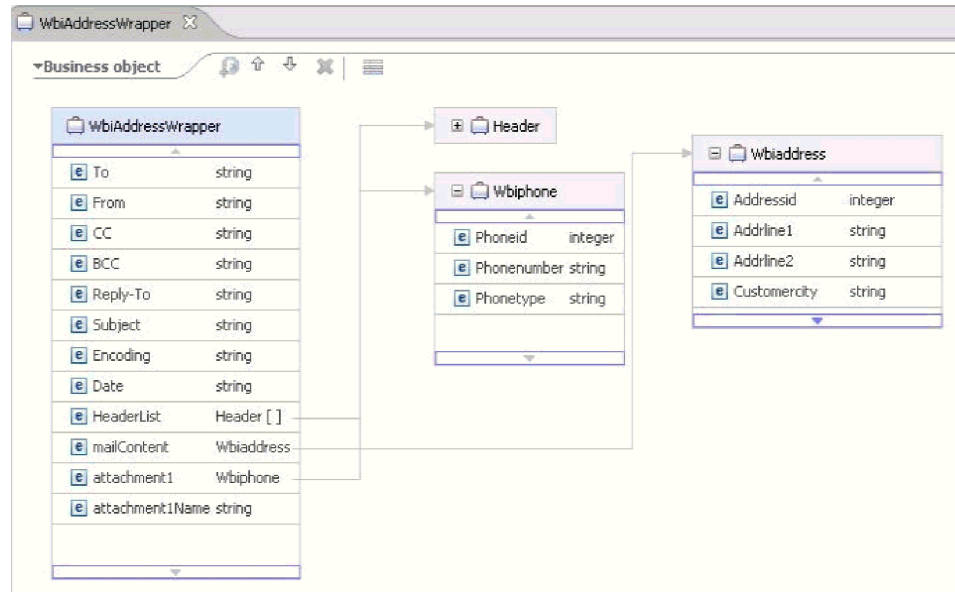 WbiAddressWrapper
Business object
WbiAddressWrapper
To string
From string
CC string
BCC string
Reply-To string
Subject string
Encoding string
Date string
HeaderList Header [ ]
mailContent Wbiaddress
attachment1 Wbiphone
attachment1Name string
Header
Wbiphone
Phoneid integer
Phonenumber string
Phonetype string
Wbiaddress
Addressid integer
Addrline1 string
Addrline2 string
Customercity string